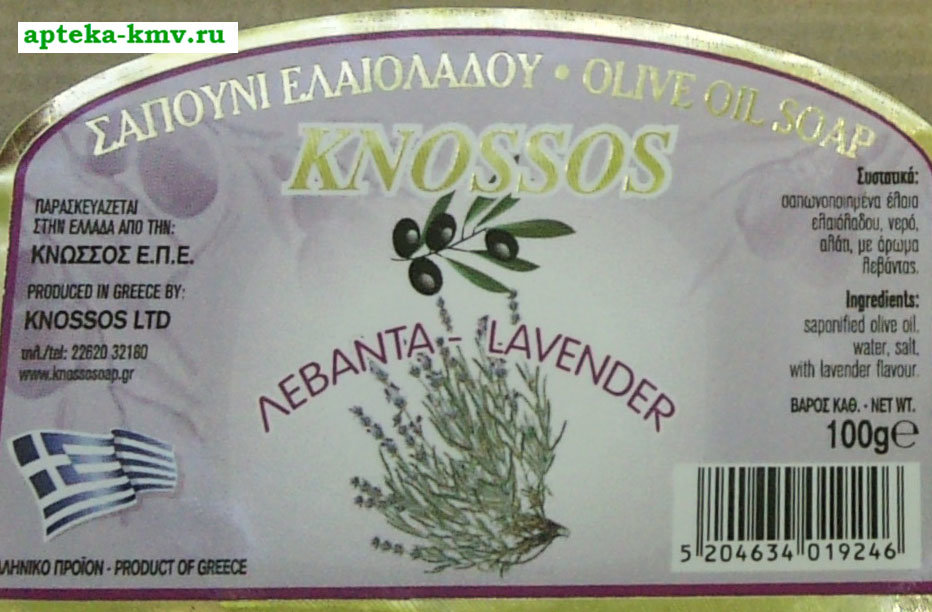 apteka-kmv.ru
ΣΑΠΟΥΝΙ ΕΛΑΙΟΛΑΔΟΥ • OLIVE OIL SOAP
KNOSSOS
ΠΑΡΑΣΚΕΥΑΖΕΤΑΙ
ΣΤΗΝ ΕΛΛΑΔΑ ΑΠΟ ΤΗΝ:
ΚΝΩΣΣΟΣ Ε.Π.Ε.
PRODUCED IN GREECE BY:
KNOSSOS LTD
τηλ./tel: 22620 32180
www.knossosoap.gr
ΛΕΒΑΝΤΑ - LAVENDER
Συστατικά:
σαπωνοποιημένα έλαια
ελαιόλαδου, νερό,
αλάτι, με άρωμα
λεβάντας.
Ingredients:
saponified olive oil,
water, salt,
with lavender flavour.
ΒΑΡΟΣ ΚΑΘ. - NET WT.
100g℮
5 204634 019246
ΛΗΝΙΚΟ ΠΡΟΪΟΝ - PRODUCT OF GREECE